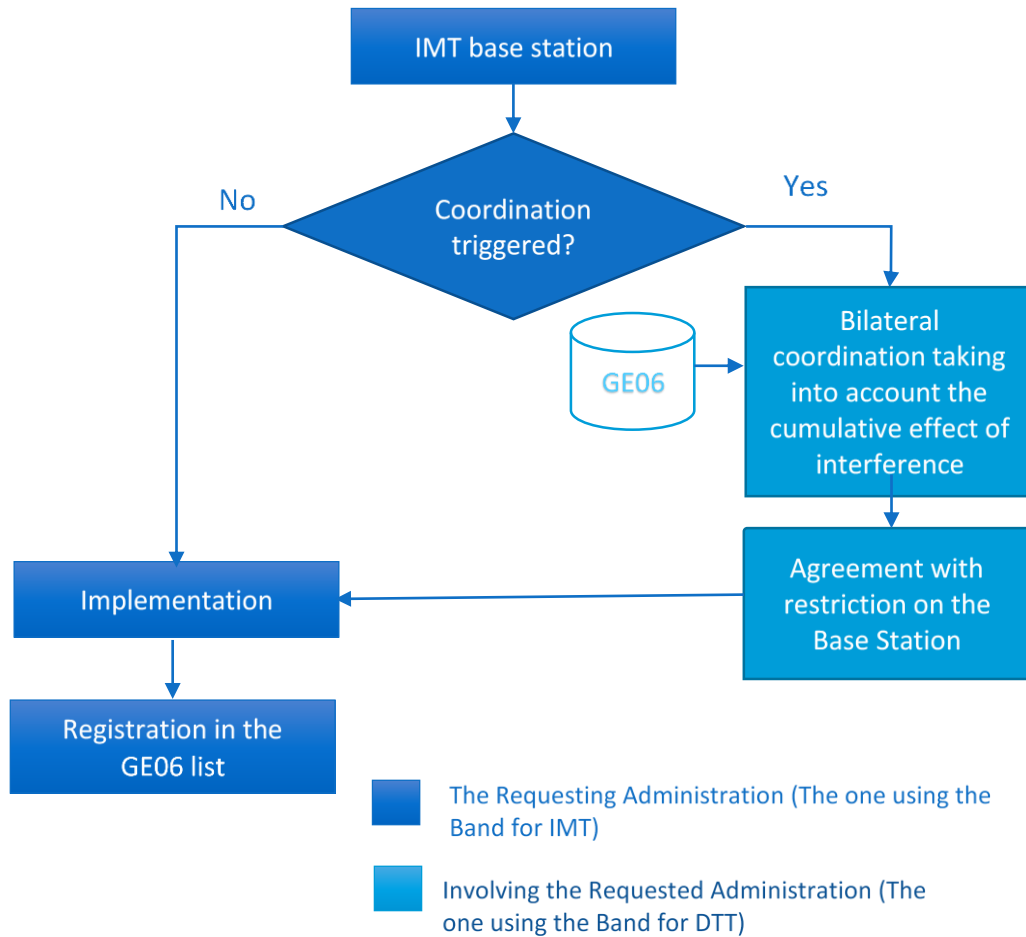 IMT base station
No
Yes
Coordination
triggered?
GE06
Bilateral
coordination taking
into account the
cumulative effect of
interference
Agreement with
restriction on the
Base Station
Implementation
Registration in the
GE06 list
The Requesting Administration (The one using the
Band for IMT)
Involving the Requested Administration (The
one using the Band for DTT)